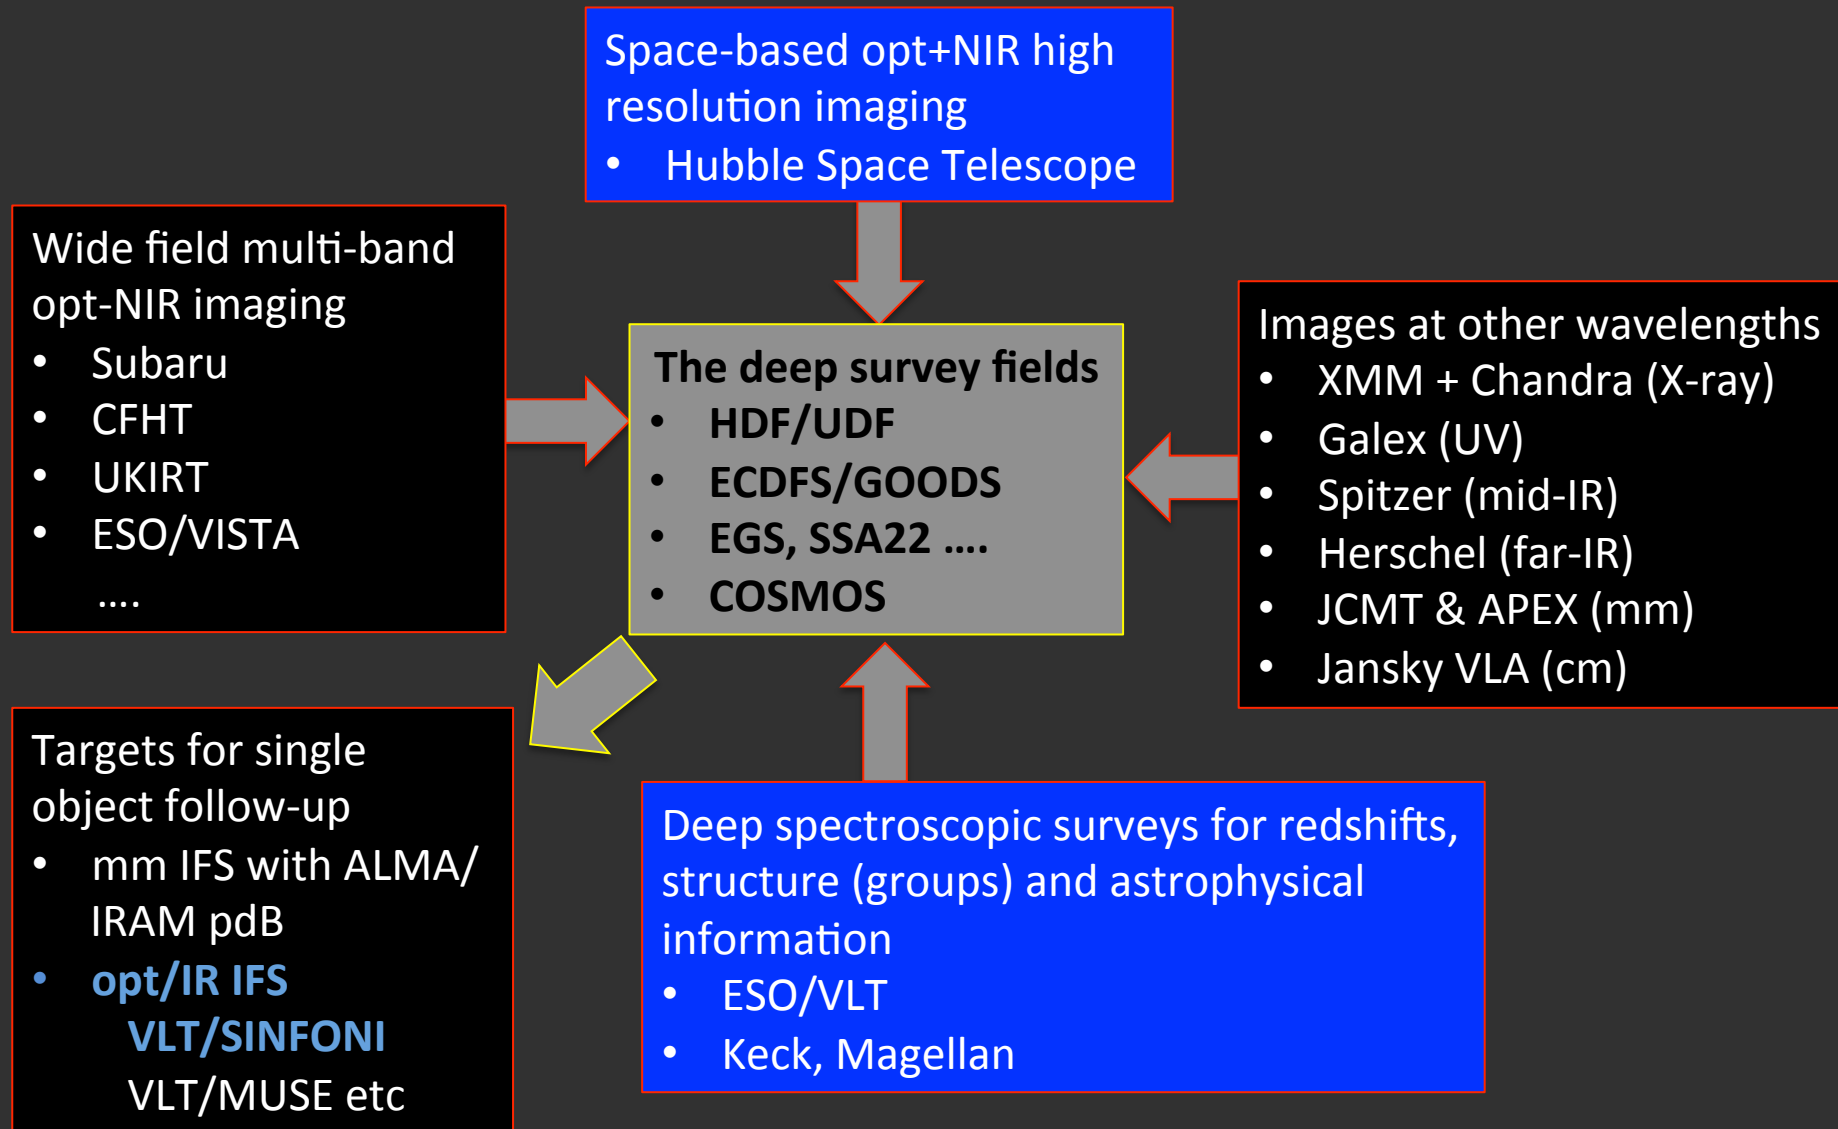 Space-based opt+NIR high
resolution imaging
• Hubble Space Telescope
Wide field multi-band
opt-NIR imaging
• Subaru
• CFHT
• UKIRT
• ESO/VISTA
....
The deep survey fields
• HDF/UDF
• ECDFS/GOODS
• EGS, SSA22 ....
• COSMOS
Images at other wavelengths
• XMM + Chandra (X-ray)
• Galex (UV)
• Spitzer (mid-IR)
• Herschel (far-IR)
• JCMT & APEX (mm)
• Jansky VLA (cm)
Targets for single
object follow-up
• mm IFS with ALMA/
IRAM pdB
• opt/IR IFS
VLT/SINFONI
VLT/MUSE etc
Deep spectroscopic surveys for redshifts,
structure (groups) and astrophysical
information
• ESO/VLT
• Keck, Magellan